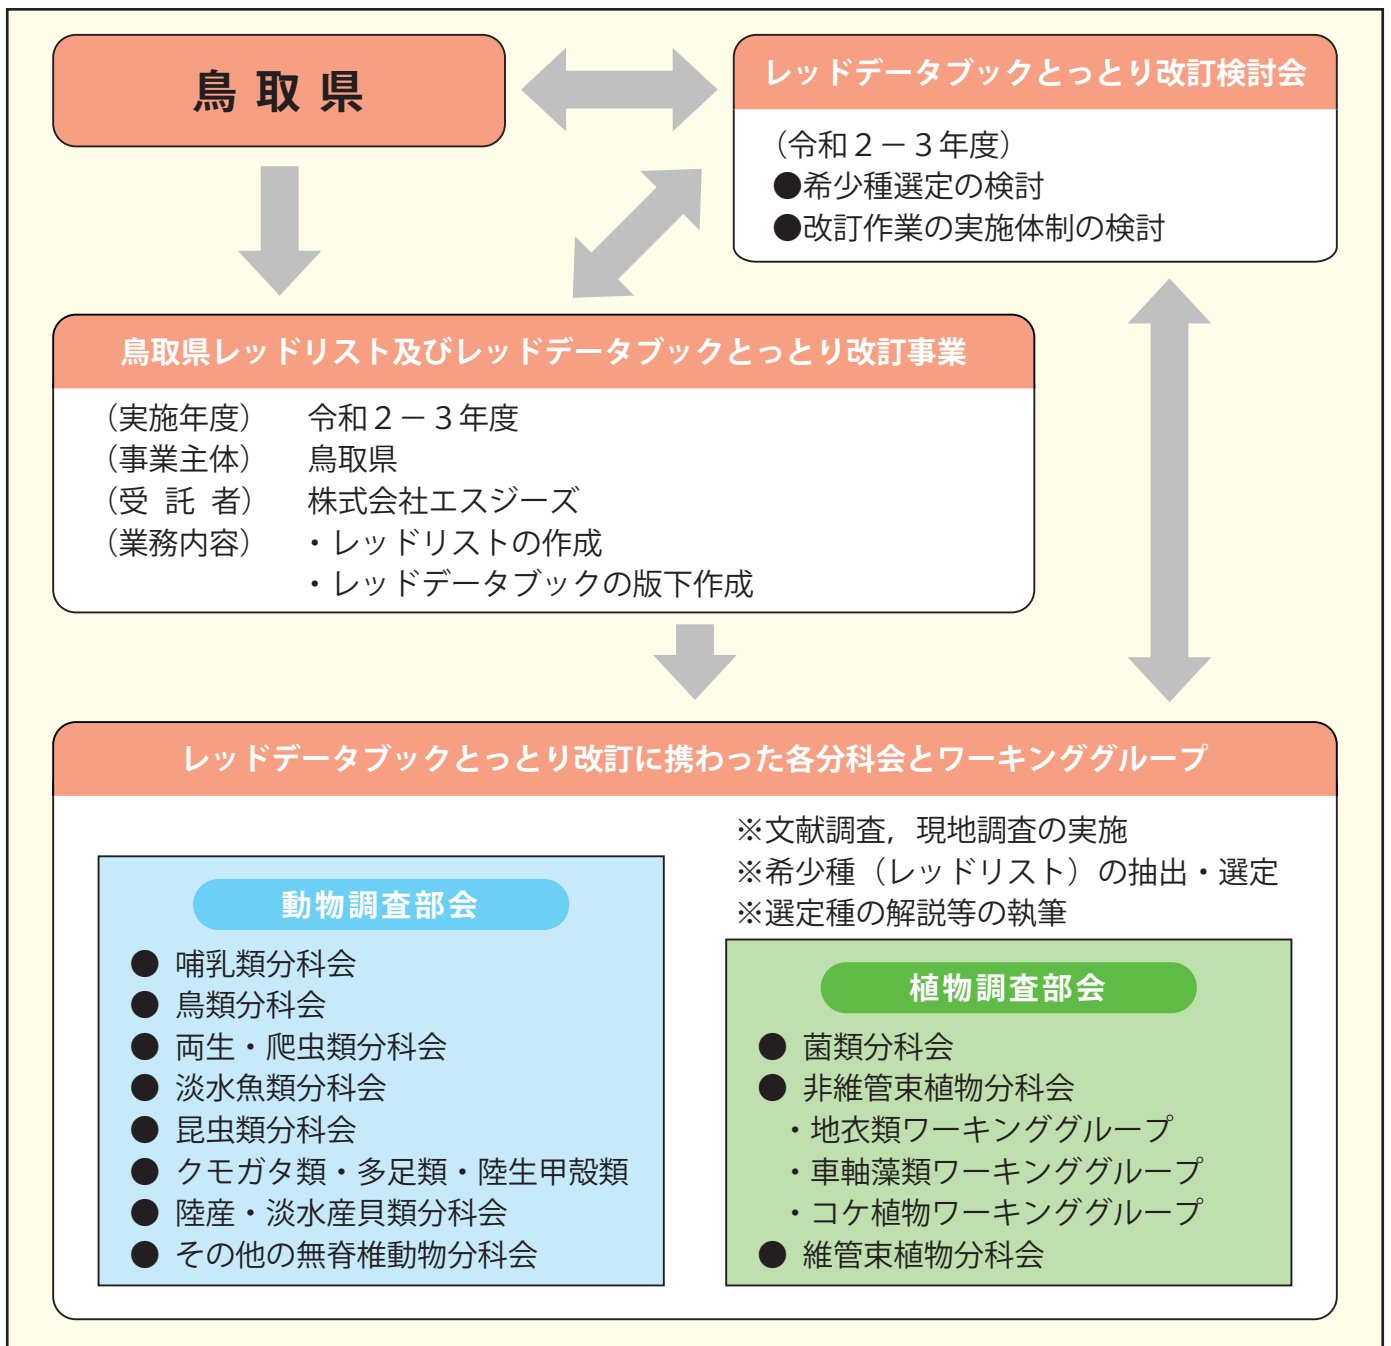 鳥取県
レッドデータブックとっとり改訂検討会
（令和２－３年度）
●希少種選定の検討
●改訂作業の実施体制の検討
鳥取県レッドリスト及びレッドデータブックとっとり改訂事業
（実施年度）　令和２－３年度
（事業主体）　鳥取県
（受託者）　株式会社エスジーズ
（業務内容）　・レッドリストの作成
・レッドデータブックの版下作成
レッドデータブックとっとり改訂に携わった各分科会とワーキンググループ
※文献調査，現地調査の実施
※希少種（レッドリスト）の抽出・選定
※選定種の解説等の執筆
動物調査部会
● 哺乳類分科会
● 鳥類分科会
● 両生・爬虫類分科会
● 淡水魚類分科会
● 昆虫類分科会
● クモガタ類・多足類・陸生甲殻類
● 陸産・淡水産貝類分科会
● その他の無脊椎動物分科会
植物調査部会
● 菌類分科会
● 非維管束植物分科会
・地衣類ワーキンググループ
・車軸藻類ワーキンググループ
・コケ植物ワーキンググループ
● 維管束植物分科会